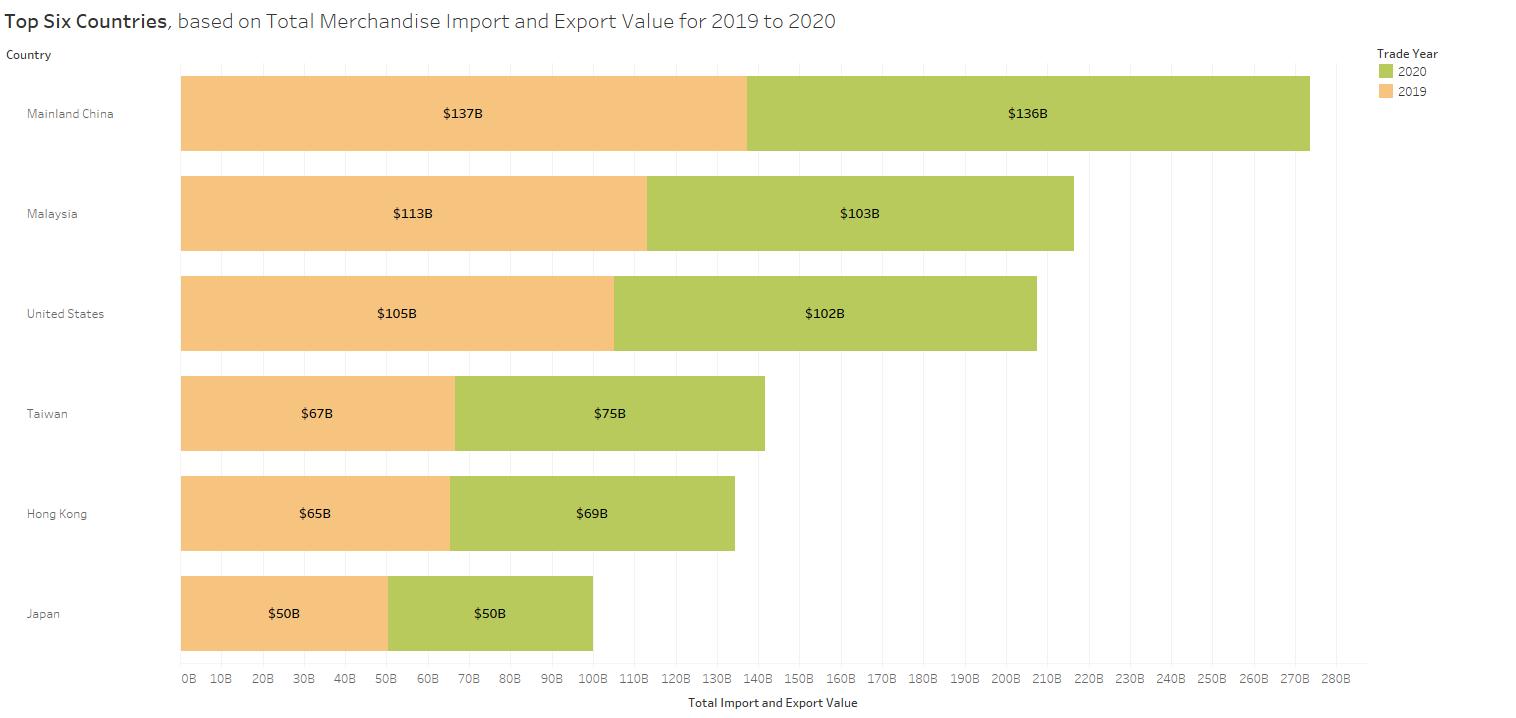 Top Six Countries, based on Total Merchandise Import and Export Value for 2019 to 2020
Country
Trade Year
2020
2019
Mainland China
$137B
$136B
Malaysia
$113B
$103B
United States
$105B
$102B
Taiwan
$67B
$75B
Hong Kong
$65B
$69B
Japan
$50B
$50B
0B 10B 20B 30B 40B 50B 60B 70B 80B 90B 100B 110B 120B 130B 140B 150B 160B 170B 180B 190B 200B 210B 220B 230B 240B 250B 260B 270B 280B
Total Import and Export Value